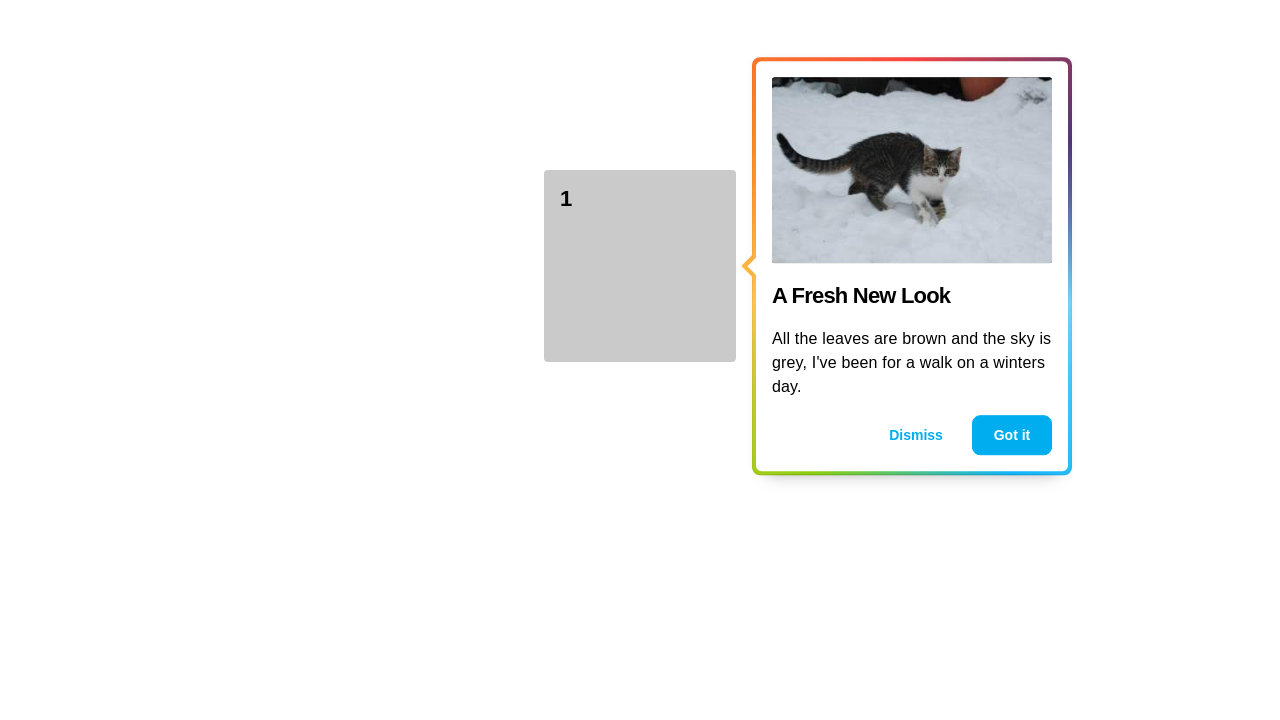 1
A Fresh New Look
All the leaves are brown and the sky is
grey, I've been for a walk on a winters
day.
Dismiss
Got it